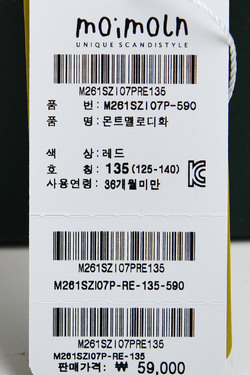 moimoln
UNIQUE SCANDISTYLE
M261SZI07PRE135
품 번: M261SZI07P-590
품 명: 몬트멜로디화
색 상: 레드
호 칭: 135 (125-140)
사용연령: 36개월미만
M261SZI07PRE135
M261SZI07P-RE-135-590
M261SZI07PRE135
M261SZI07P-RE-135
판매가격: ₩ 59,000